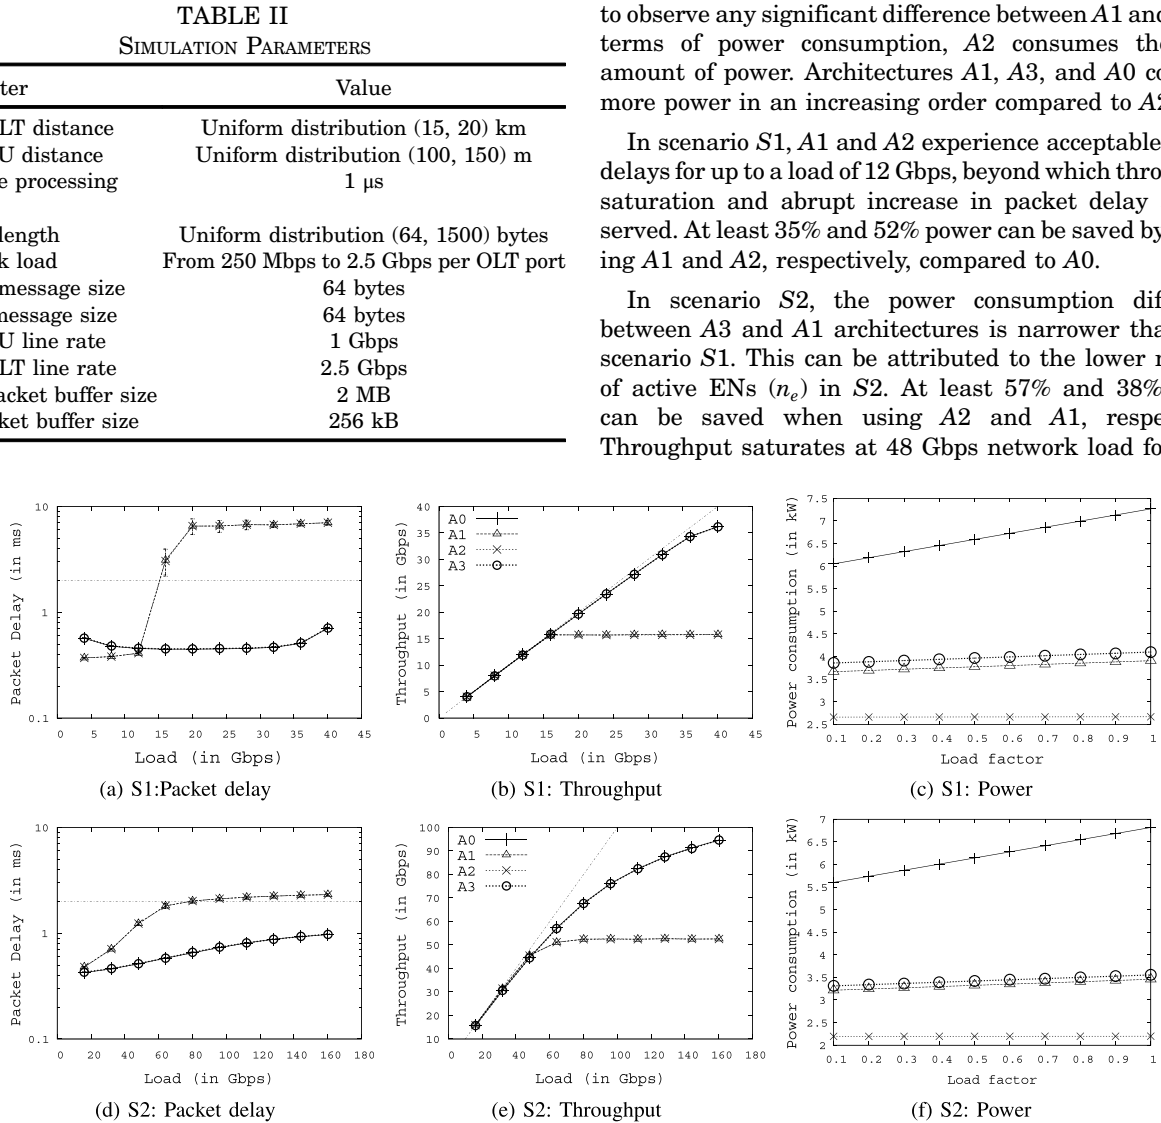 TABLE II
SIMULATION PARAMETERS
ter Value
LT distance Uniform distribution (15, 20) km
U distance Uniform distribution (100, 150) m
e processing 1 μs
length Uniform distribution (64, 1500) bytes
k load From 250 Mbps to 2.5 Gbps per OLT port
message size 64 bytes
message size 64 bytes
U line rate 1 Gbps
LT line rate 2.5 Gbps
acket buffer size 2 MB
ket buffer size 256 kB
to observe any significant difference between A1 and
terms of power consumption, A2 consumes the
amount of power. Architectures A1, A3, and A0 co
more power in an increasing order compared to A2
In scenario S1, A1 and A2 experience acceptable
delays for up to a load of 12 Gbps, beyond which thro
saturation and abrupt increase in packet delay
served. At least 35% and 52% power can be saved by
ing A1 and A2, respectively, compared to A0.
In scenario S2, the power consumption dif
between A3 and A1 architectures is narrower tha
scenario S1. This can be attributed to the lower n
of active ENs (nₑ) in S2. At least 57% and 38%
can be saved when using A2 and A1, respe
Throughput saturates at 48 Gbps network load fo
Packet Delay (in ms)
10
1
0.1
0 5 10 15 20 25 30 35 40 45
Load (in Gbps)
(a) S1:Packet delay
Throughput (in Gbps)
40
35
30
25
20
15
10
5
0
A0
A1
A2
A3
0 5 10 15 20 25 30 35 40 45
Load (in Gbps)
(b) S1: Throughput
Power consumption (in kW)
7.5
7
6.5
6
5.5
5
4.5
4
3.5
3
2.5
0.1 0.2 0.3 0.4 0.5 0.6 0.7 0.8 0.9 1
Load factor
(c) S1: Power
Packet Delay (in ms)
10
1
0.1
0 20 40 60 80 100 120 140 160 180
Load (in Gbps)
(d) S2: Packet delay
Throughput (in Gbps)
100
90
80
70
60
50
40
30
20
10
A0
A1
A2
A3
0 20 40 60 80 100 120 140 160 180
Load (in Gbps)
(e) S2: Throughput
Power consumption (in kW)
7
6.5
6
5.5
5
4.5
4
3.5
3
2.5
2
0.1 0.2 0.3 0.4 0.5 0.6 0.7 0.8 0.9 1
Load factor
(f) S2: Power